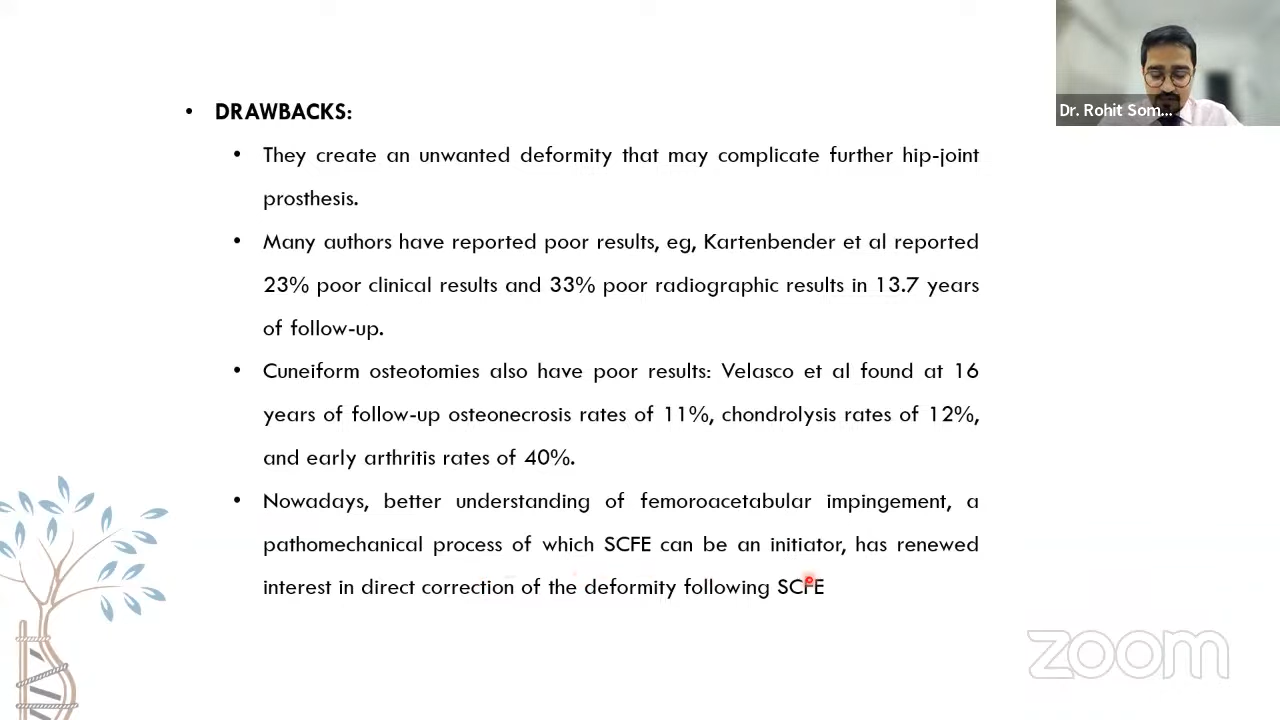 Dr. Rohit Som...
• DRAWBACKS:
• They create an unwanted deformity that may complicate further hip-joint
prosthesis.
• Many authors have reported poor results, eg, Kartenbender et al reported
23% poor clinical results and 33% poor radiographic results in 13.7 years
of follow-up.
• Cuneiform osteotomies also have poor results: Velasco et al found at 16
years of follow-up osteonecrosis rates of 11%, chondrolysis rates of 12%,
and early arthritis rates of 40%.
• Nowadays, better understanding of femoroacetabular impingement, a
pathomechanical process of which SCFE can be an initiator, has renewed
interest in direct correction of the deformity following SCFE
zoom